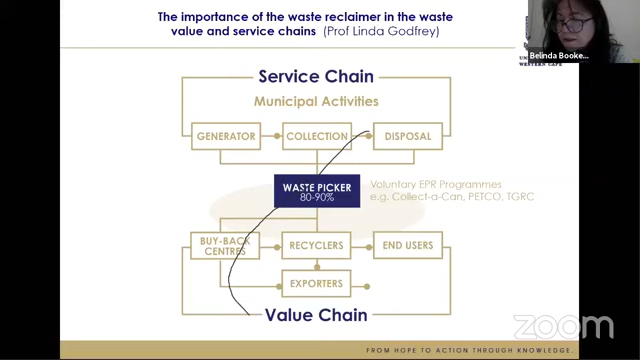 The importance of the waste reclaimer in the waste
value and service chains (Prof Linda Godfrey)
Belinda Booke...
WESTERN CAPE
Service Chain
Municipal Activities
GENERATOR
COLLECTION
DISPOSAL
WASTE PICKER
80-90%
Voluntary EPR Programmes
e.g. Collect-a-Can, PETCO, TGRC
BUY-BACK
CENTRES
RECYCLERS
END USERS
EXPORTERS
Value Chain
zoom
FROM HOPE TO ACTION THROUGH KNOWLEDGE.